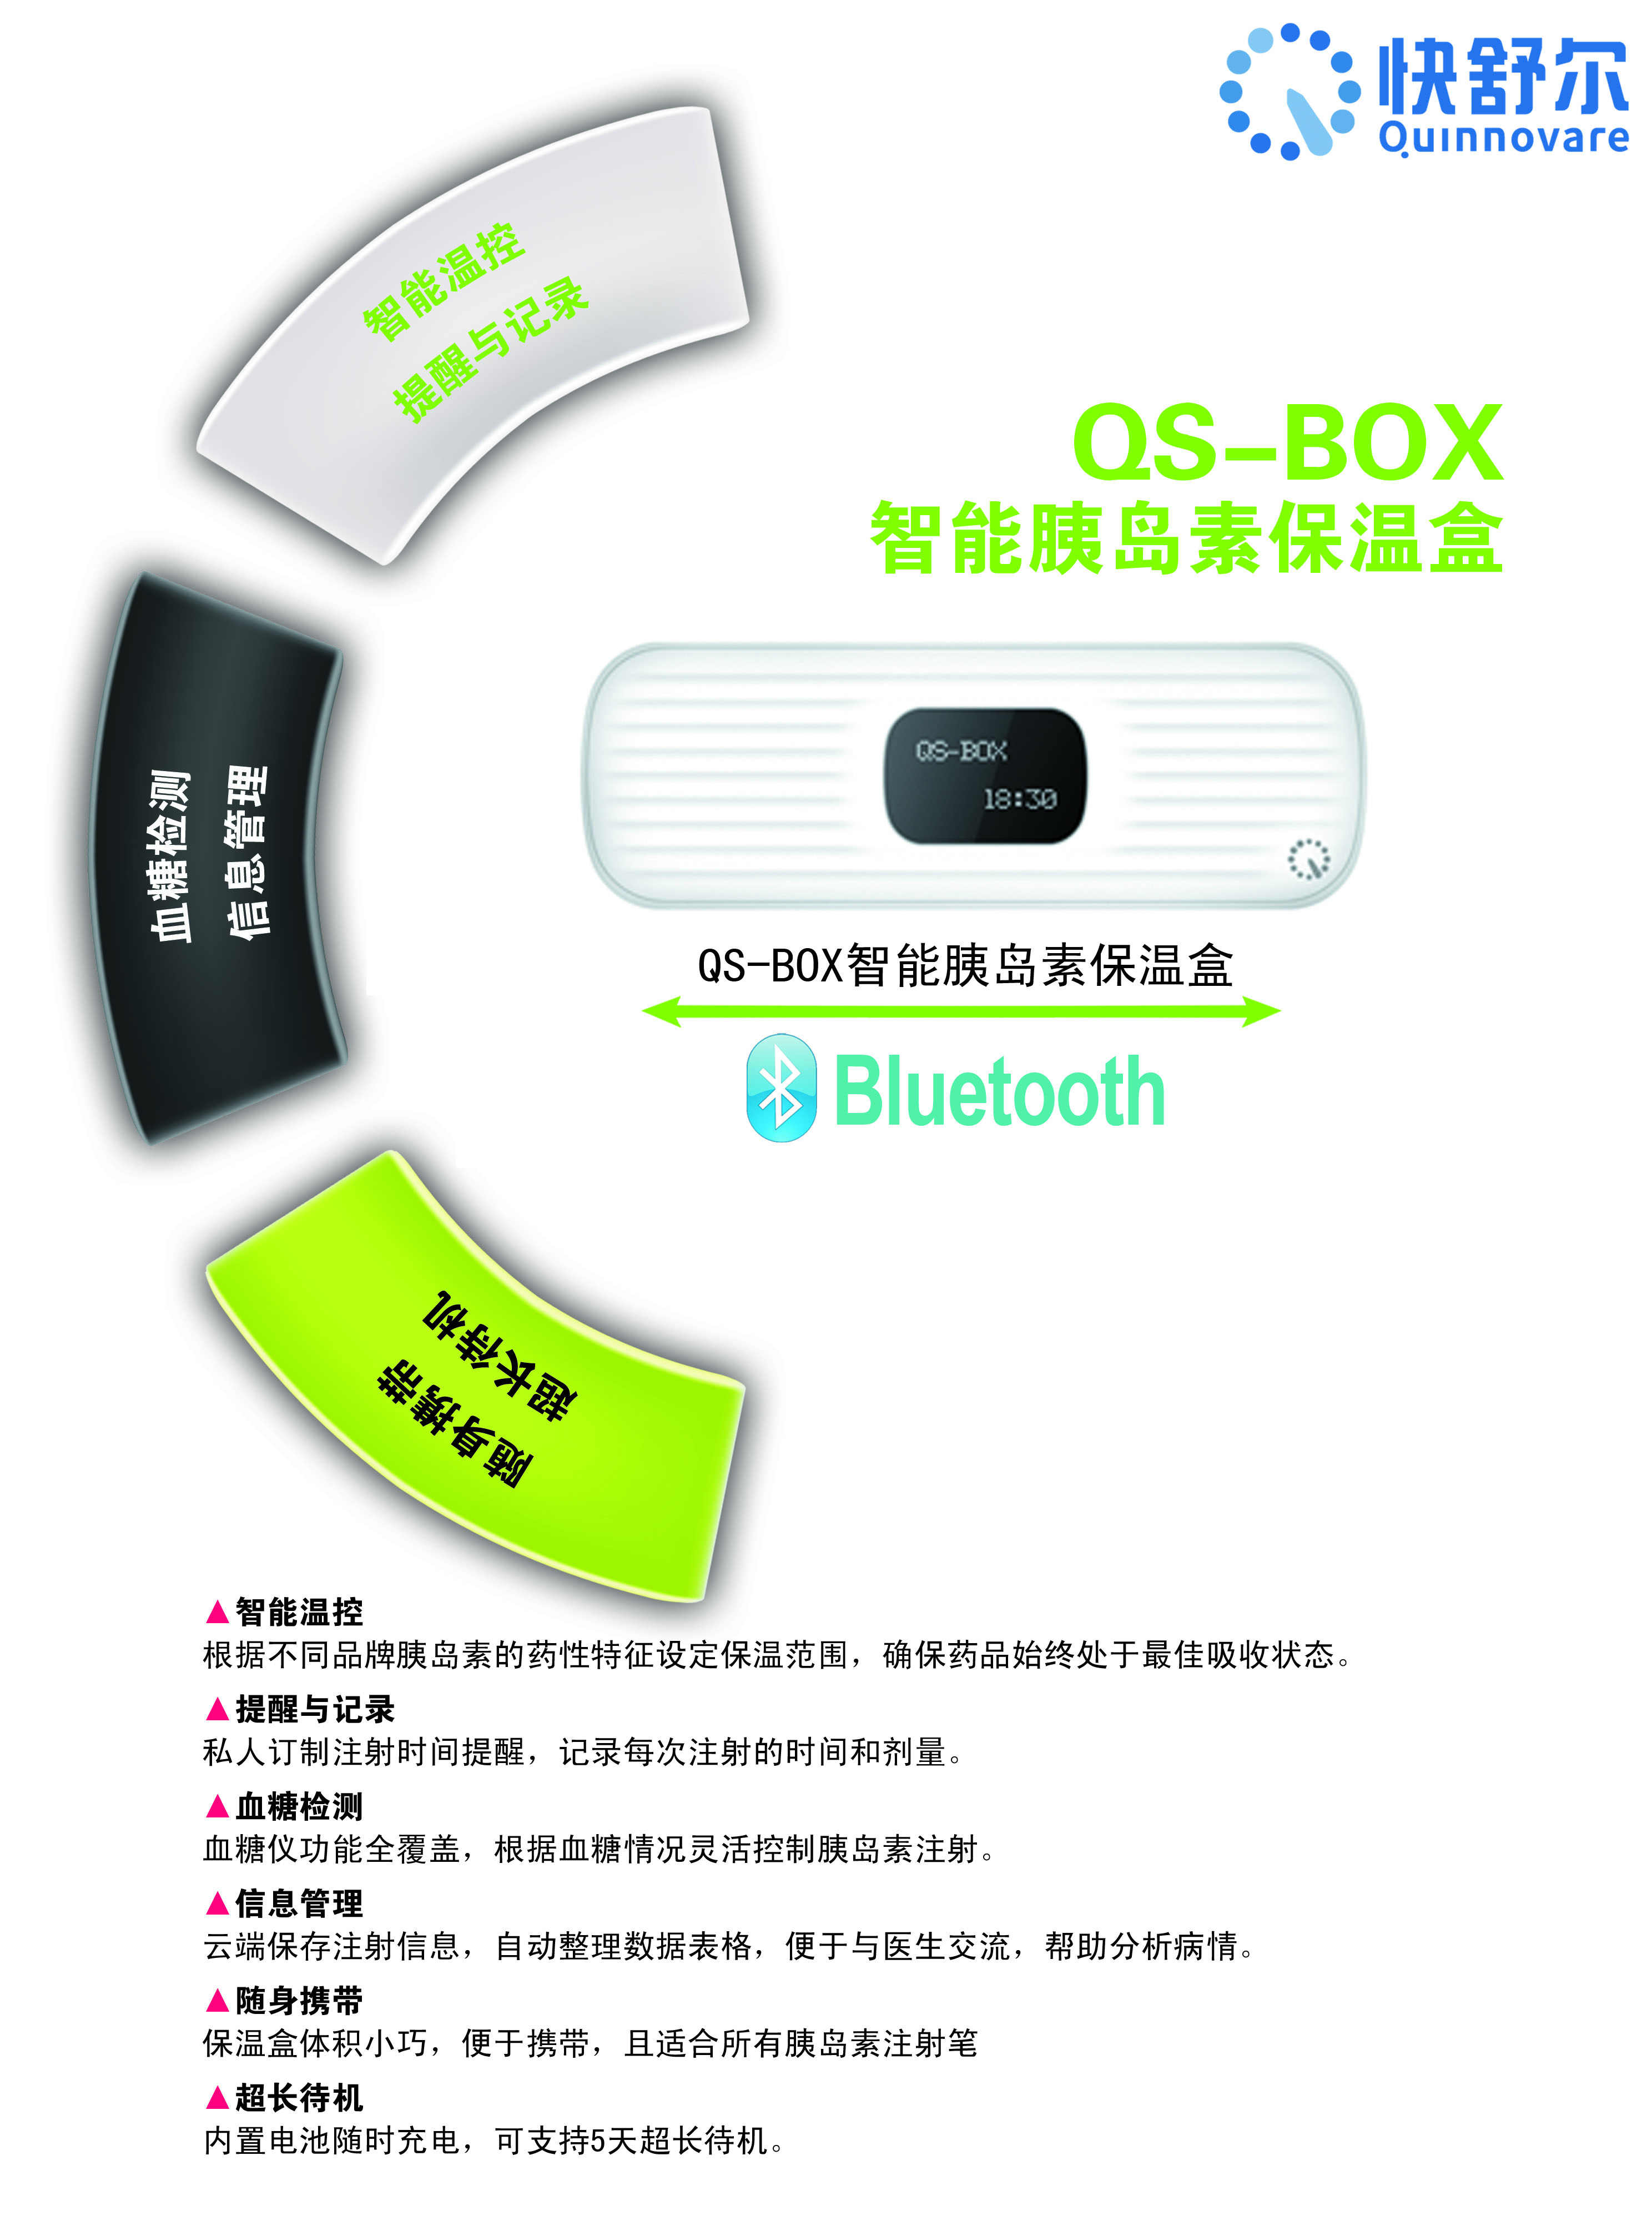 快舒尔
Quinnovare
智能温控
提醒与记录
QS-BOX
智能胰岛素保温盒
血糖检测
信息管理
QS-BOX
18:30
QS-BOX智能胰岛素保温盒
Bluetooth
超长待机
随身携带
▲智能温控
根据不同品牌胰岛素的药性特征设定保温范围，确保药品始终处于最佳吸收状态。
▲提醒与记录
私人订制注射时间提醒，记录每次注射的时间和剂量。
▲血糖检测
血糖仪功能全覆盖，根据血糖情况灵活控制胰岛素注射。
▲信息管理
云端保存注射信息，自动整理数据表格，便于与医生交流，帮助分析病情。
▲随身携带
保温盒体积小巧，便于携带，且适合所有胰岛素注射笔
▲超长待机
内置电池随时充电，可支持5天超长待机。